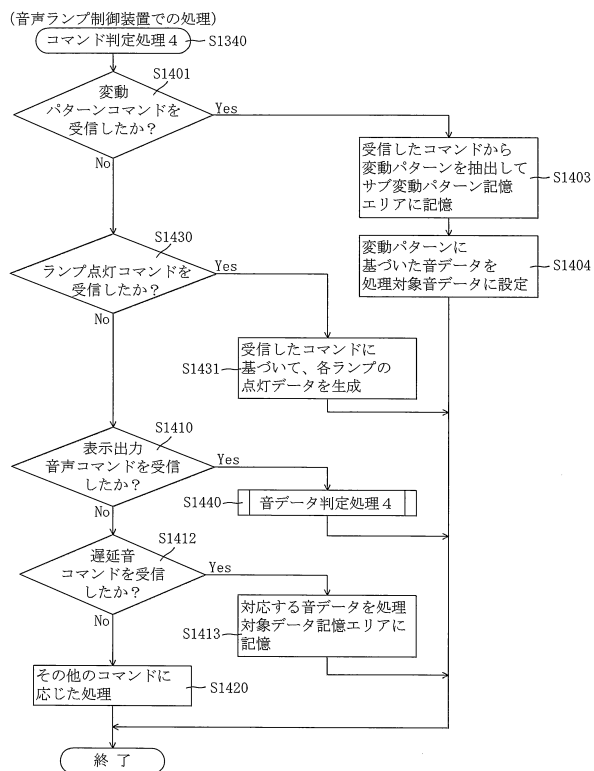 (音声ランプ制御装置での処理)
コマンド判定処理4
S1340
S1401
変動
パターンコマンドを
受信したか?
Yes
No
受信したコマンドから
変動パターンを抽出して
サブ変動パターン記憶
エリアに記憶
S1403
変動パターンに
基づいた音データを
処理対象音データに設定
S1404
S1430
ランプ点灯コマンドを
受信したか?
Yes
No
S1431
受信したコマンドに
基づいて、各ランプの
点灯データを生成
S1410
表示出力
音声コマンドを受信
したか?
Yes
No
S1440
音データ判定処理4
S1412
遅延音
コマンドを受信
したか?
Yes
No
S1413
対応する音データを処理
対象データ記憶エリアに
記憶
その他のコマンドに
応じた処理
S1420
終了